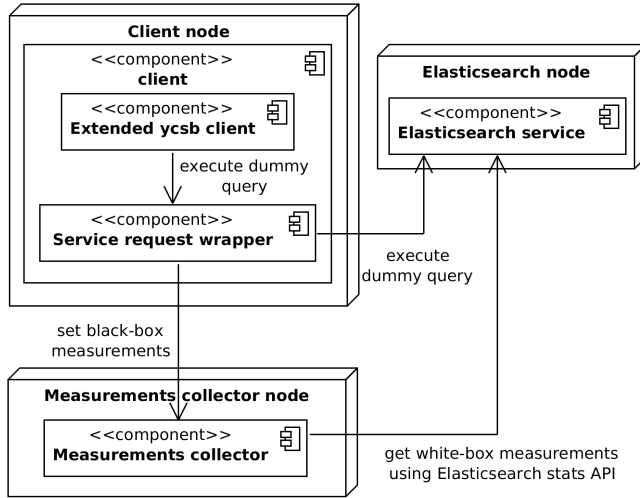 Client node
<<component>>
client
<<component>>
Extended ycsb client
execute dummy
query
<<component>>
Service request wrapper
Elasticsearch node
<<component>>
Elasticsearch service
execute
dummy query
set black-box
measurements
Measurements collector node
<<component>>
Measurements collector
get white-box measurements
using Elasticsearch stats API